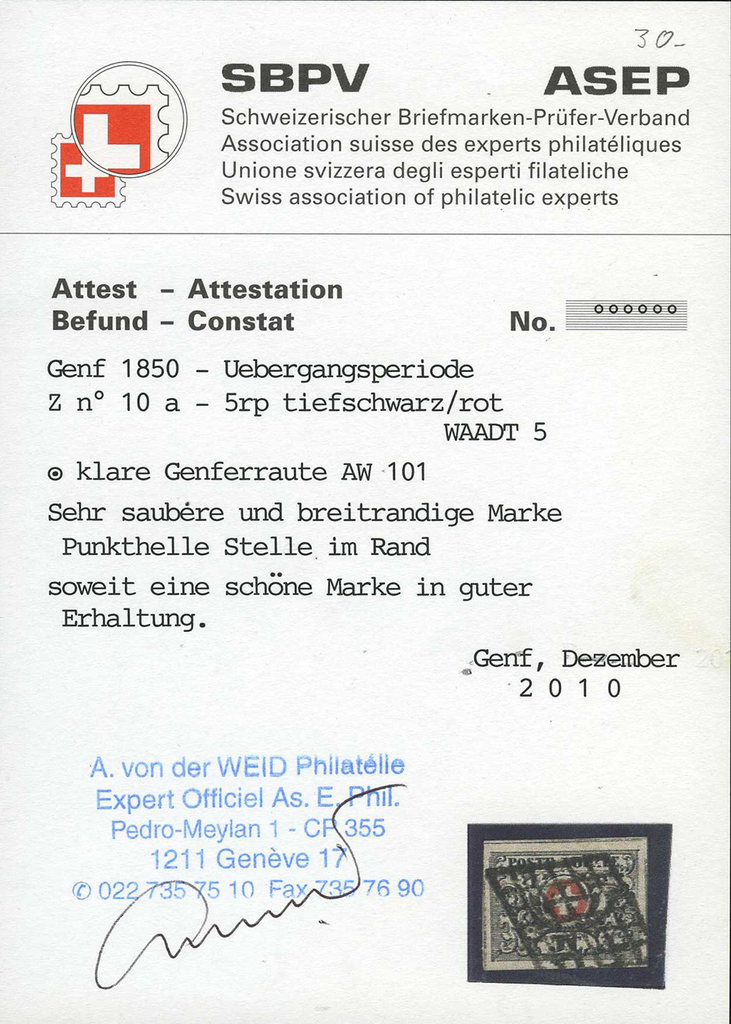 30-
SBPV ASEP
Schweizerischer Briefmarken-Prüfer-Verband
Association suisse des experts philatéliques
Unione svizzera degli esperti filateliche
Swiss association of philatelic experts
Attest - Attestation
Befund - Constat No. 000000
Genf 1850 - Uebergangsperiode
Z n° 10 a - 5rp tiefschwarz/rot
WAADT 5
⊙ klare Genferraute AW 101
Sehr saubére und breitrandige Marke
Punkthelle Stelle im Rand
soweit eine schöne Marke in guter
Erhaltung.
Genf, Dezember 20
2 0 1 0
A. von der WEID Philatélie
Expert Officiel As. E. Phil.
Pedro-Meylan 1 - CP 355
1211 Genève 17
✆ 022 735 75 10 Fax 735 76 90
POSTE LOCALE